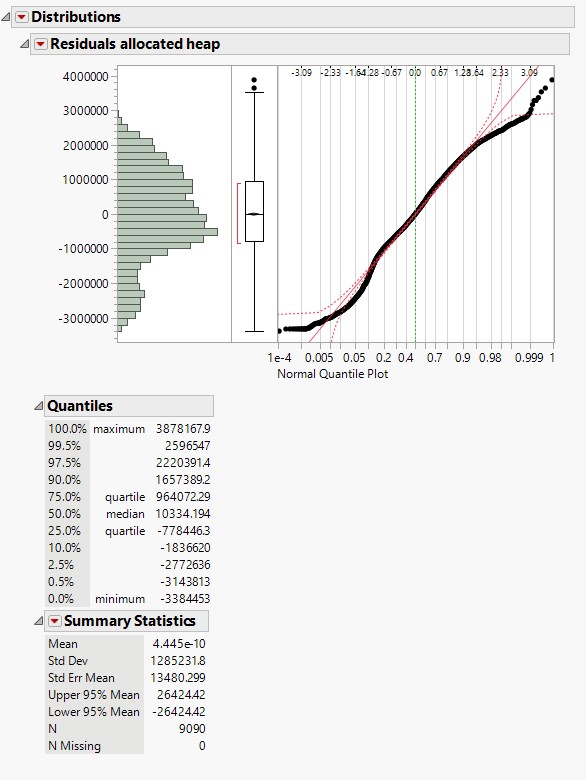 Distributions
Residuals allocated heap
-3.09 -2.33 -1.64 -1.28 -0.67 0.0 0.67 1.28 1.64 2.33 3.09
4000000
3000000
2000000
1000000
0
-1000000
-2000000
-3000000
1e-4 0.005 0.05 0.2 0.4 0.7 0.9 0.98 0.999 1
Normal Quantile Plot
Quantiles
100.0% maximum 3878167.9
99.5% 2596547
97.5% 2220391.4
90.0% 1657389.2
75.0% quartile 964072.29
50.0% median 10334.194
25.0% quartile -778446.3
10.0% -1836620
2.5% -2772636
0.5% -3143813
0.0% minimum -3384453
Summary Statistics
Mean 4.445e-10
Std Dev 1285231.8
Std Err Mean 13480.299
Upper 95% Mean 26424.42
Lower 95% Mean -26424.42
N 9090
N Missing 0